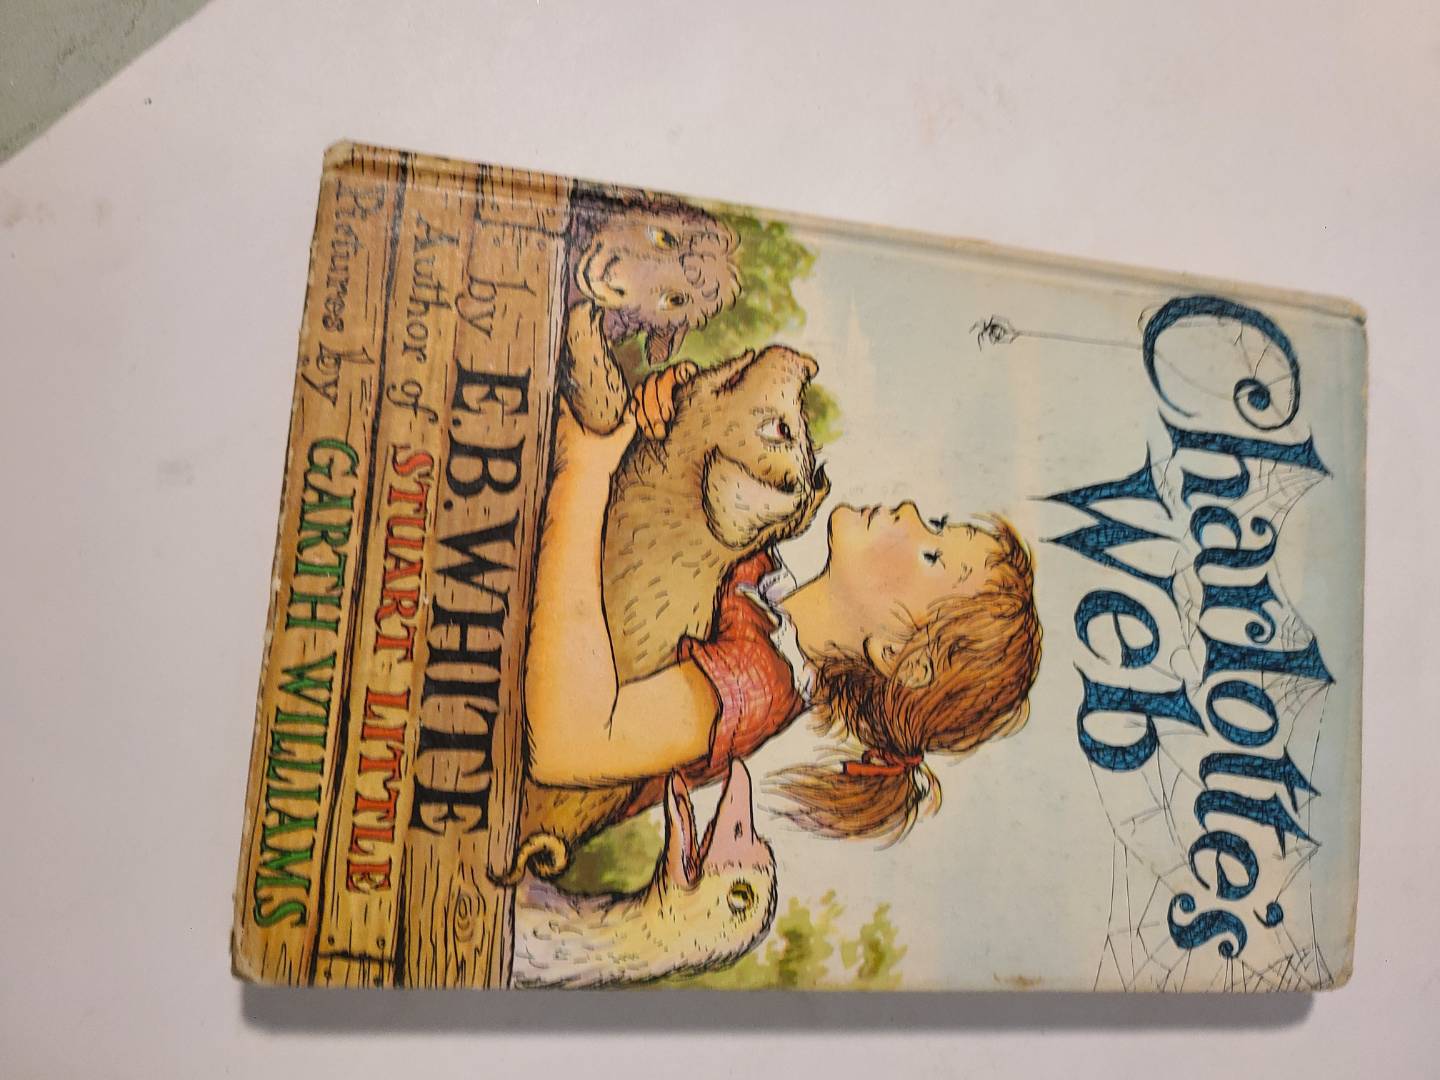 Charlotte's
Web
by E.B. WHITE
Author of STUART LITTLE
Pictures by GARTH WILLIAMS